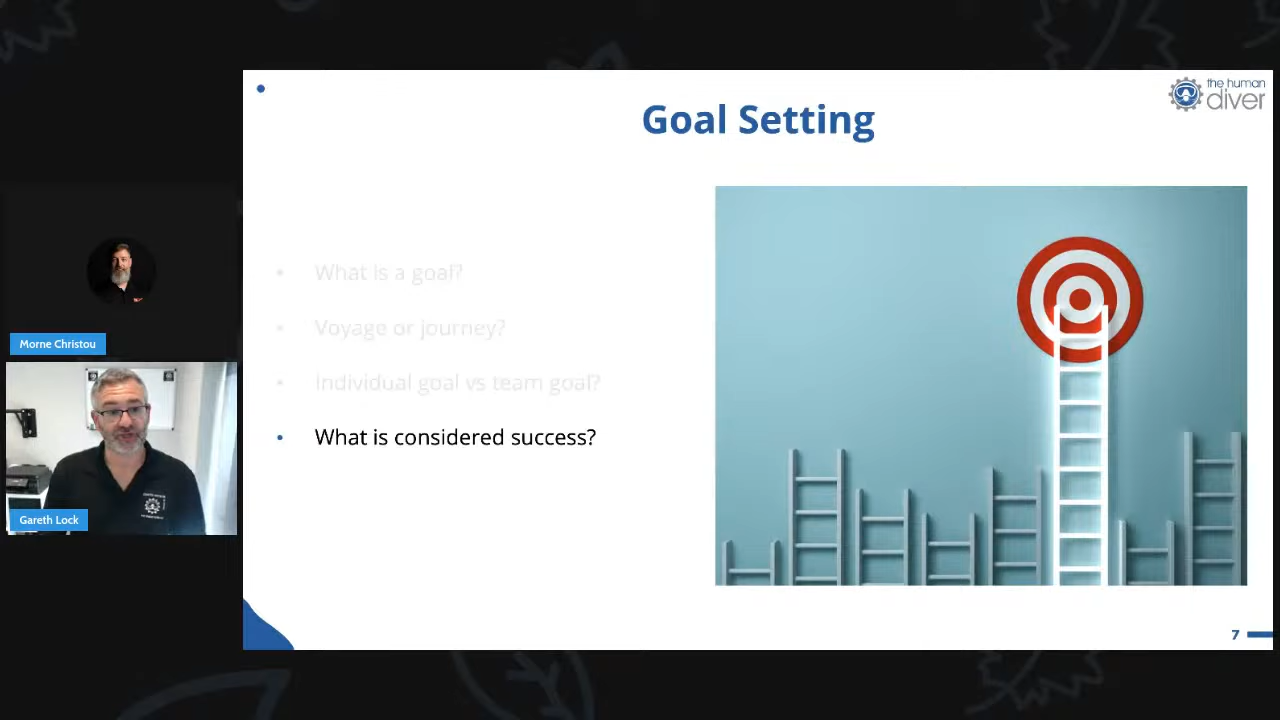 the human
diver
Goal Setting
• What is a goal?
• Voyage or journey?
• Individual goal vs team goal?
• What is considered success?
Morne Christou
Gareth Lock
7